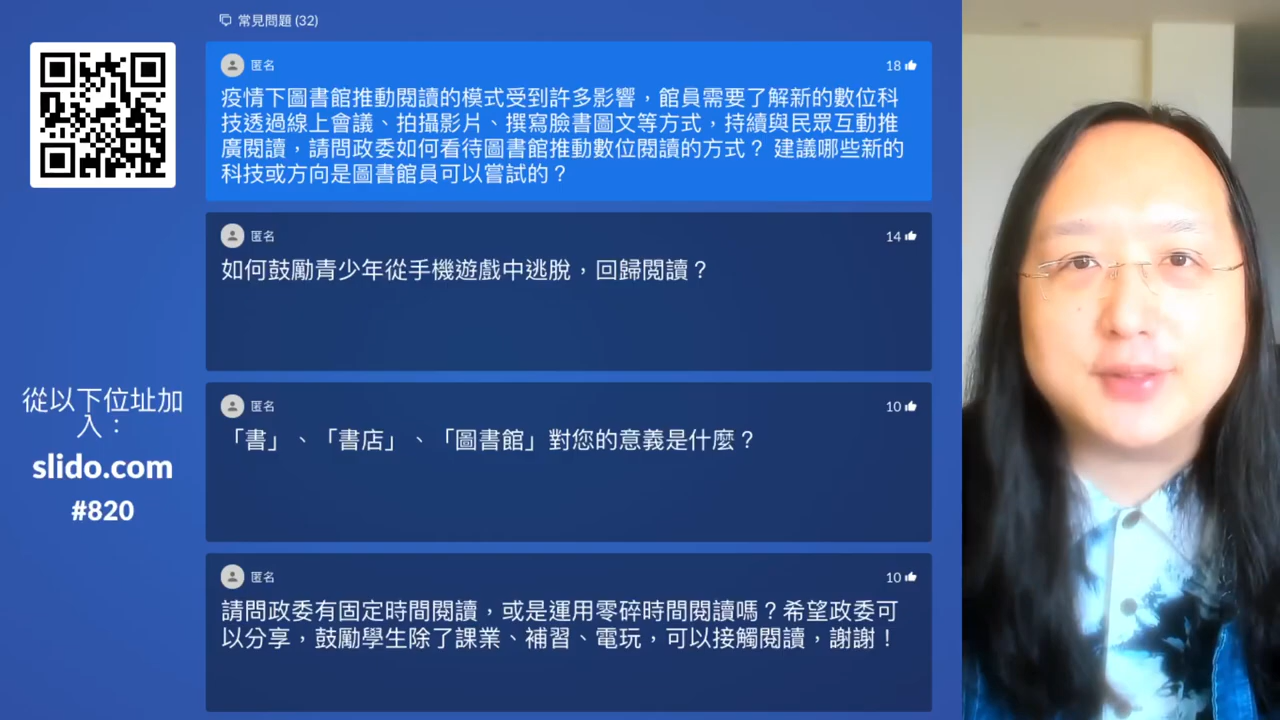 常見問題 (32)
匿名
18
疫情下圖書館推動閱讀的模式受到許多影響，館員需要了解新的數位科
技透過線上會議、拍攝影片、撰寫臉書圖文等方式，持續與民眾互動推
廣閱讀，請問政委如何看待圖書館推動數位閱讀的方式？ 建議哪些新的
科技或方向是圖書館員可以嘗試的？
匿名
14
如何鼓勵青少年從手機遊戲中逃脫，回歸閱讀？
匿名
10
「書」、「書店」、「圖書館」對您的意義是什麼？
匿名
10
請問政委有固定時間閱讀，或是運用零碎時間閱讀嗎？希望政委可
以分享，鼓勵學生除了課業、補習、電玩，可以接觸閱讀，謝謝！
從以下位址加
入：
slido.com
#820